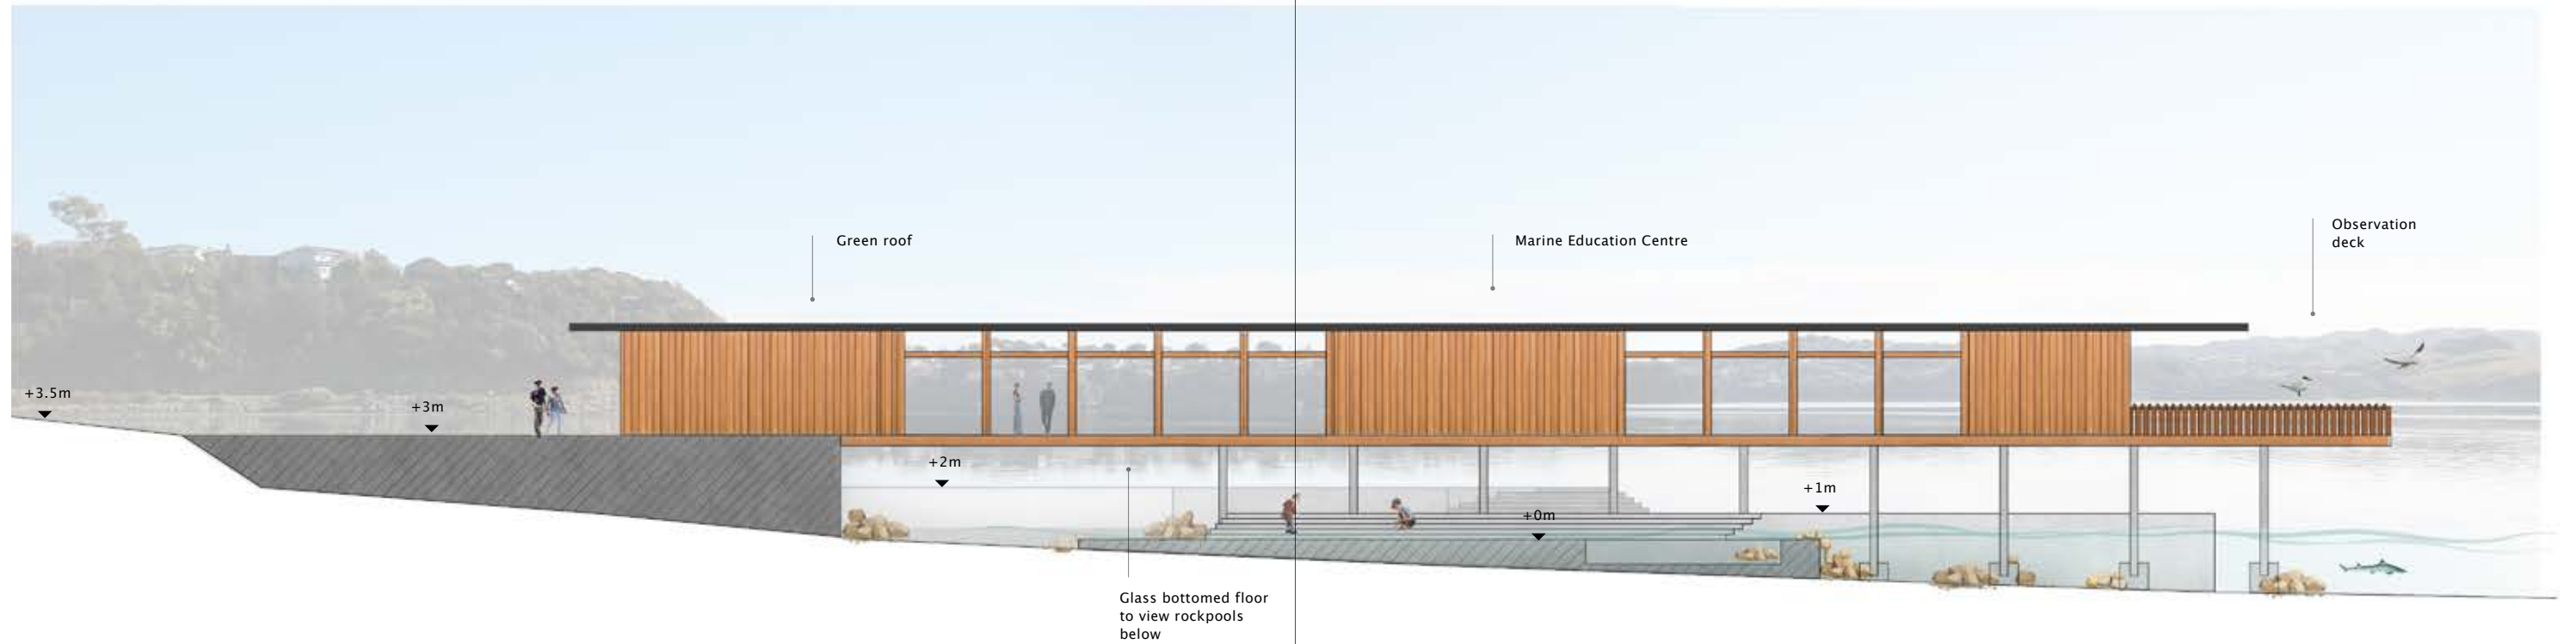 Green roof
Marine Education Centre
Observation
deck
+3.5m
+3m
+2m
+1m
+0m
Glass bottomed floor
to view rockpools
below